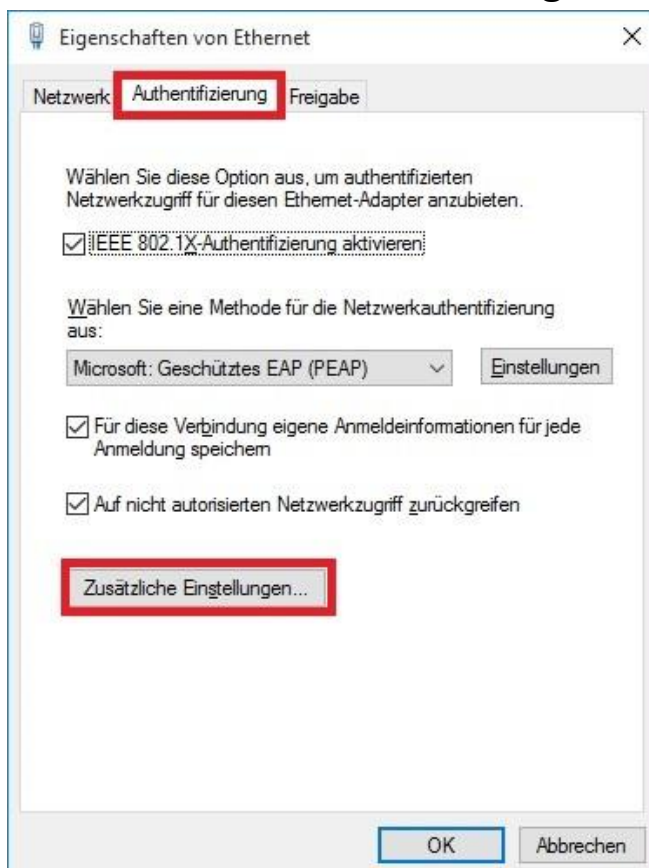 Eigenschaften von Ethernet
Netzwerk Authentifizierung Freigabe
Wählen Sie diese Option aus, um authentifizierten
Netzwerkzugriff für diesen Ethernet-Adapter anzubieten.
IEEE 802.1X-Authentifizierung aktivieren
Wählen Sie eine Methode für die Netzwerkauthentifizierung
aus:
Microsoft: Geschütztes EAP (PEAP) Einstellungen
Für diese Verbindung eigene Anmeldeinformationen für jede
Anmeldung speichern
Auf nicht autorisierten Netzwerkzugriff zurückgreifen
Zusätzliche Einstellungen...
OK Abbrechen